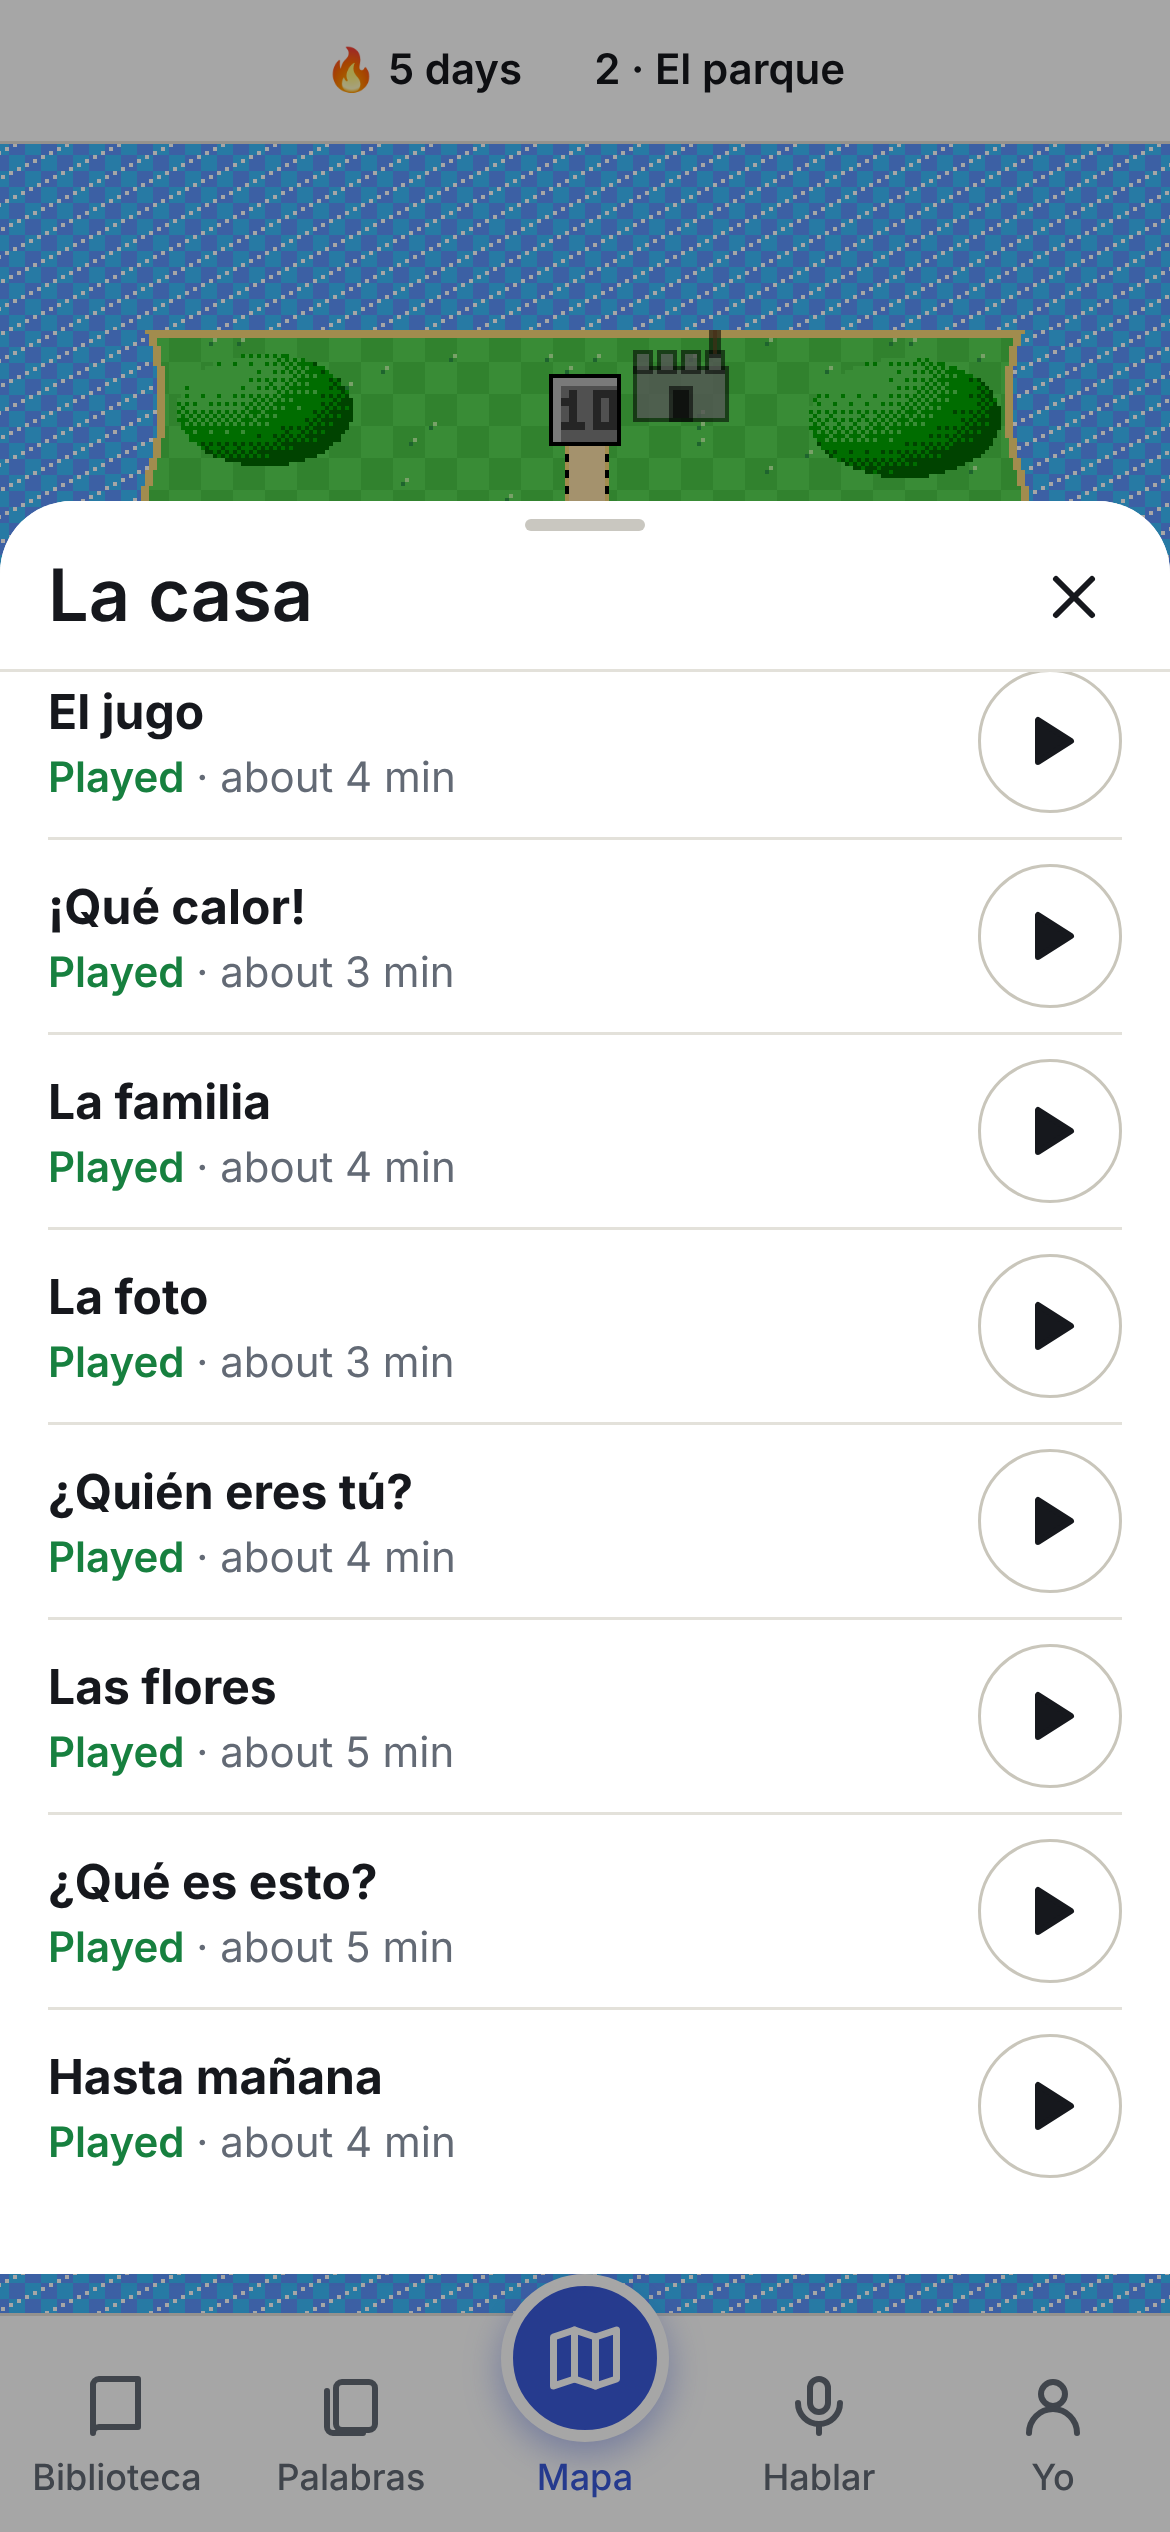 🔥 5 days 2 · El parque
10
La casa
El jugo
Played · about 4 min
¡Qué calor!
Played · about 3 min
La familia
Played · about 4 min
La foto
Played · about 3 min
¿Quién eres tú?
Played · about 4 min
Las flores
Played · about 5 min
¿Qué es esto?
Played · about 5 min
Hasta mañana
Played · about 4 min
Biblioteca Palabras Mapa Hablar Yo